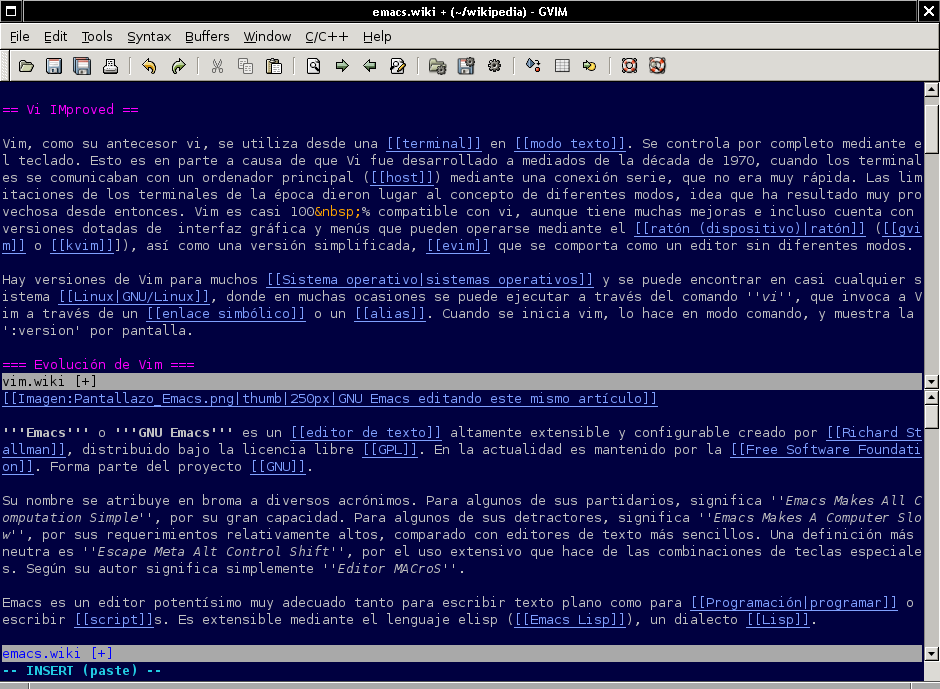 emacs.wiki + (~/wikipedia) - GVIM
File Edit Tools Syntax Buffers Window C/C++ Help
== Vi IMproved ==
Vim, como su antecesor vi, se utiliza desde una [[terminal]] en [[modo texto]]. Se controla por completo mediante e
l teclado. Esto es en parte a causa de que Vi fue desarrollado a mediados de la década de 1970, cuando los terminal
es se comunicaban con un ordenador principal ([[host]]) mediante una conexión serie, que no era muy rápida. Las lim
itaciones de los terminales de la época dieron lugar al concepto de diferentes modos, idea que ha resultado muy pro
vechosa desde entonces. Vim es casi 100&nbsp;% compatible con vi, aunque tiene muchas mejoras e incluso cuenta con
versiones dotadas de  interfaz gráfica y menús que pueden operarse mediante el [[ratón (dispositivo)|ratón]] ([[gvi
m]] o [[kvim]]]), así como una versión simplificada, [[evim]] que se comporta como un editor sin diferentes modos.
Hay versiones de Vim para muchos [[Sistema operativo|sistemas operativos]] y se puede encontrar en casi cualquier s
istema [[Linux|GNU/Linux]], donde en muchas ocasiones se puede ejecutar a través del comando ''vi'', que invoca a V
im a través de un [[enlace simbólico]] o un [[alias]]. Cuando se inicia vim, lo hace en modo comando, y muestra la
':version' por pantalla.
=== Evolución de Vim ===
vim.wiki [+]
[[Imagen:Pantallazo_Emacs.png|thumb|250px|GNU Emacs editando este mismo artículo]]
'''Emacs''' o '''GNU Emacs''' es un [[editor de texto]] altamente extensible y configurable creado por [[Richard St
allman]], distribuido bajo la licencia libre [[GPL]]. En la actualidad es mantenido por la [[Free Software Foundati
on]]. Forma parte del proyecto [[GNU]].
Su nombre se atribuye en broma a diversos acrónimos. Para algunos de sus partidarios, significa ''Emacs Makes All C
omputation Simple'', por su gran capacidad. Para algunos de sus detractores, significa ''Emacs Makes A Computer Slo
w'', por sus requerimientos relativamente altos, comparado con editores de texto más sencillos. Una definición más
neutra es ''Escape Meta Alt Control Shift'', por el uso extensivo que hace de las combinaciones de teclas especiale
s. Según su autor significa simplemente ''Editor MACroS''.
Emacs es un editor potentísimo muy adecuado tanto para escribir texto plano como para [[Programación|programar]] o
escribir [[script]]s. Es extensible mediante el lenguaje elisp ([[Emacs Lisp]]), un dialecto [[Lisp]].
emacs.wiki [+]
-- INSERT (paste) --